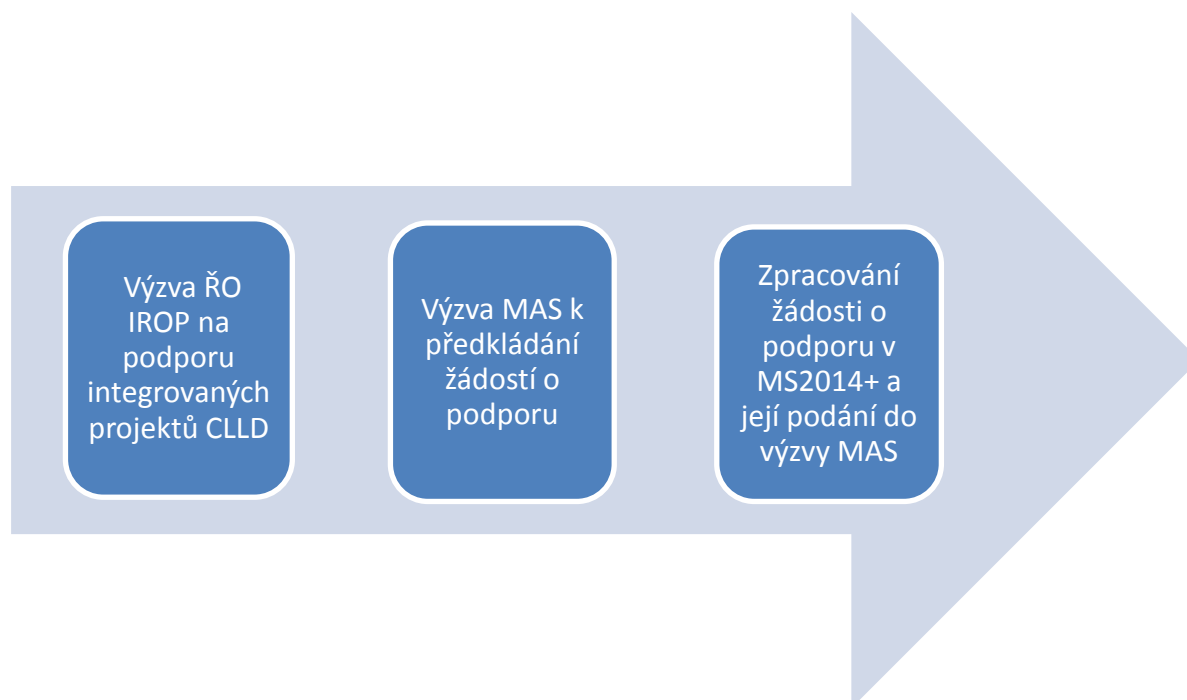 Výzva ŘO
IROP na
podporu
integrovaných
projektů CLLD
Výzva MAS k
předkládání
žádostí o
podporu
Zpracování
žádosti o
podporu v
MS2014+ a
její podání do
výzvy MAS